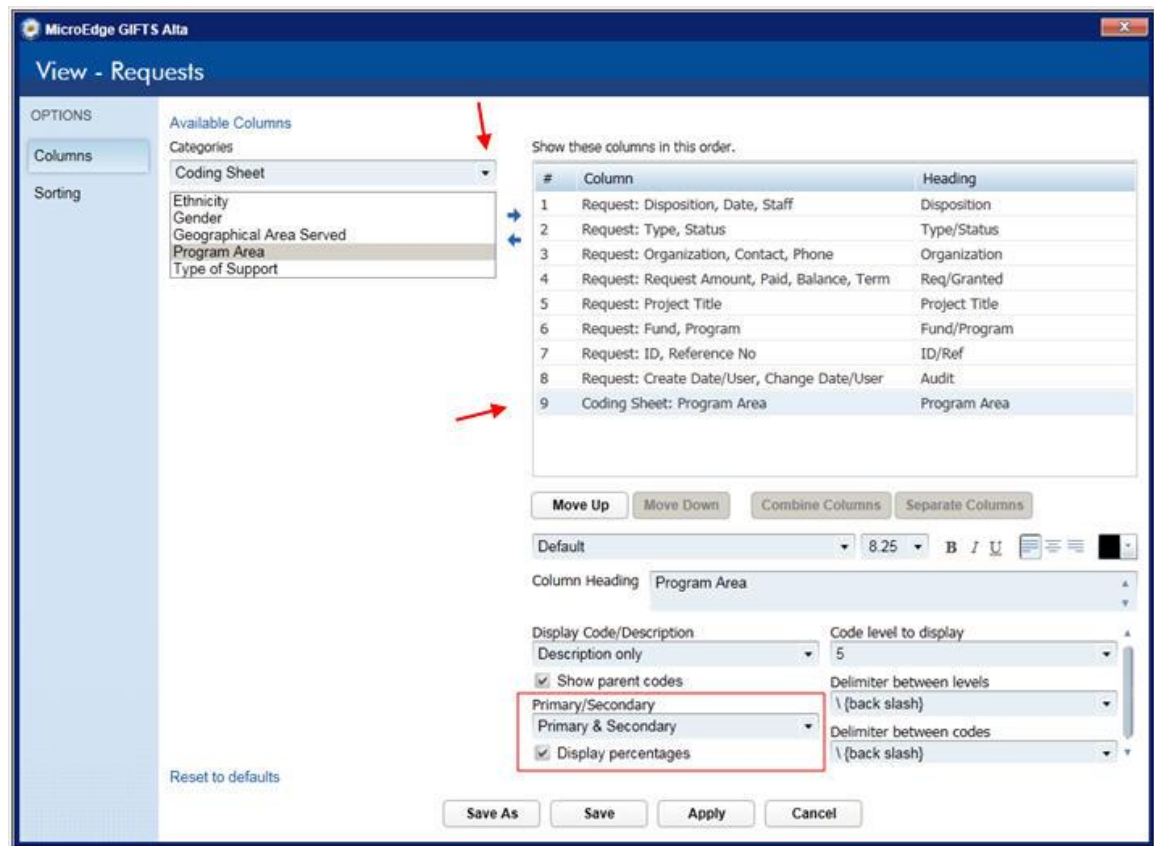 MicroEdge GIFTS Alta
View - Requests
OPTIONS
Columns
Sorting
Available Columns
Categories
Coding Sheet
Ethnicity
Gender
Geographical Area Served
Program Area
Type of Support
Show these columns in this order.
# Column Heading
1 Request: Disposition, Date, Staff Disposition
2 Request: Type, Status Type/Status
3 Request: Organization, Contact, Phone Organization
4 Request: Request Amount, Paid, Balance, Term Req/Granted
5 Request: Project Title Project Title
6 Request: Fund, Program Fund/Program
7 Request: ID, Reference No ID/Ref
8 Request: Create Date/User, Change Date/User Audit
9 Coding Sheet: Program Area Program Area
Move Up Move Down Combine Columns Separate Columns
Default 8.25 B I U
Column Heading Program Area
Display Code/Description Code level to display
Description only 5
Show parent codes Delimiter between levels
Primary/Secondary \ {back slash}
Primary & Secondary Delimiter between codes
Display percentages \ {back slash}
Reset to defaults
Save As Save Apply Cancel